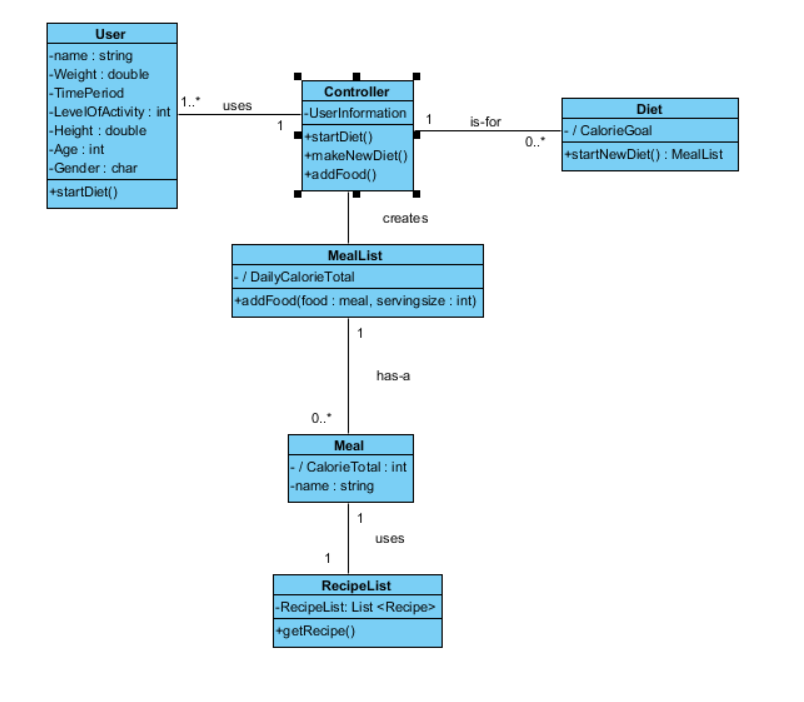 User
-name : string
-Weight : double
-TimePeriod
-LevelOfActivity : int
-Height : double
-Age : int
-Gender : char
+startDiet()
1..*
uses
1
Controller
-UserInformation
+startDiet()
+makeNewDiet()
+addFood()
1
is-for
0..*
Diet
- / CalorieGoal
+startNewDiet() : MealList
creates
MealList
- / DailyCalorieTotal
+addFood(food : meal, servingsize : int)
1
has-a
0..*
Meal
- / CalorieTotal : int
-name : string
1
uses
1
RecipeList
-RecipeList: List <Recipe>
+getRecipe()